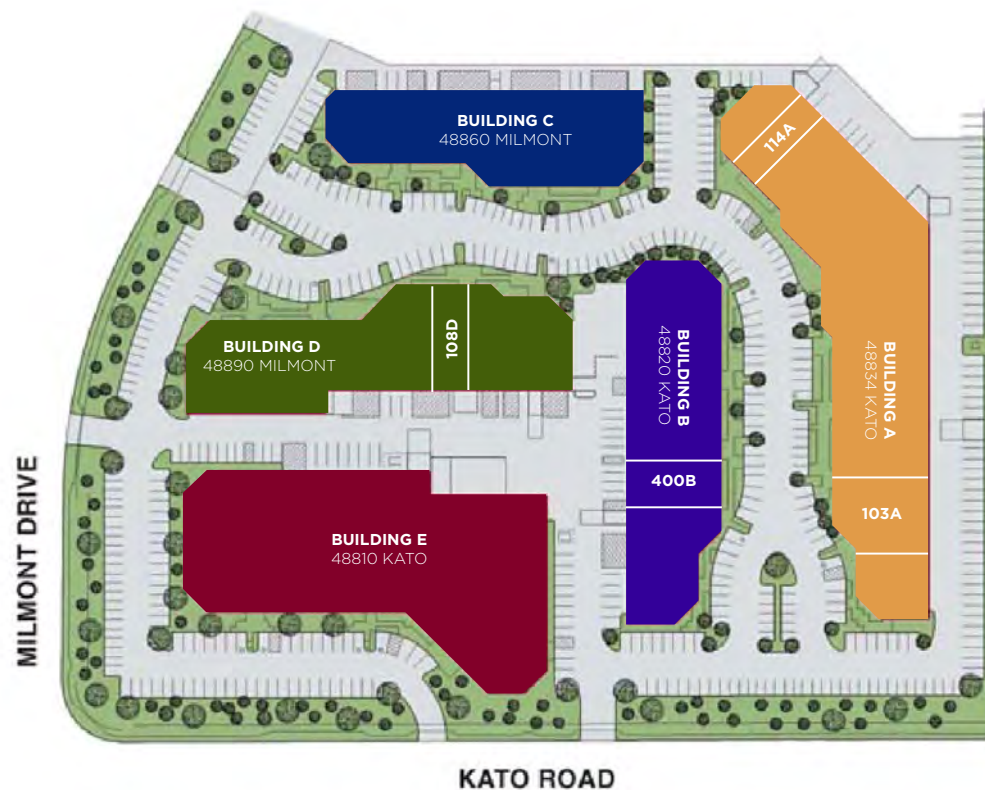 BUILDING C
48860 MILMONT
114A
BUILDING D
48890 MILMONT
108D
BUILDING B
48820 KATO
400B
BUILDING A
48834 KATO
103A
BUILDING E
48810 KATO
MILMONT DRIVE
KATO ROAD